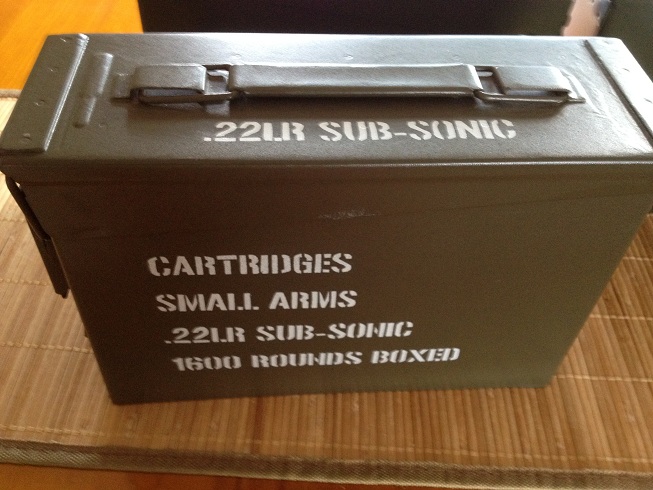 .22LR SUB-SONIC
CARTRIDGES
SMALL ARMS
.22LR SUB-SONIC
1600 ROUNDS BOXED